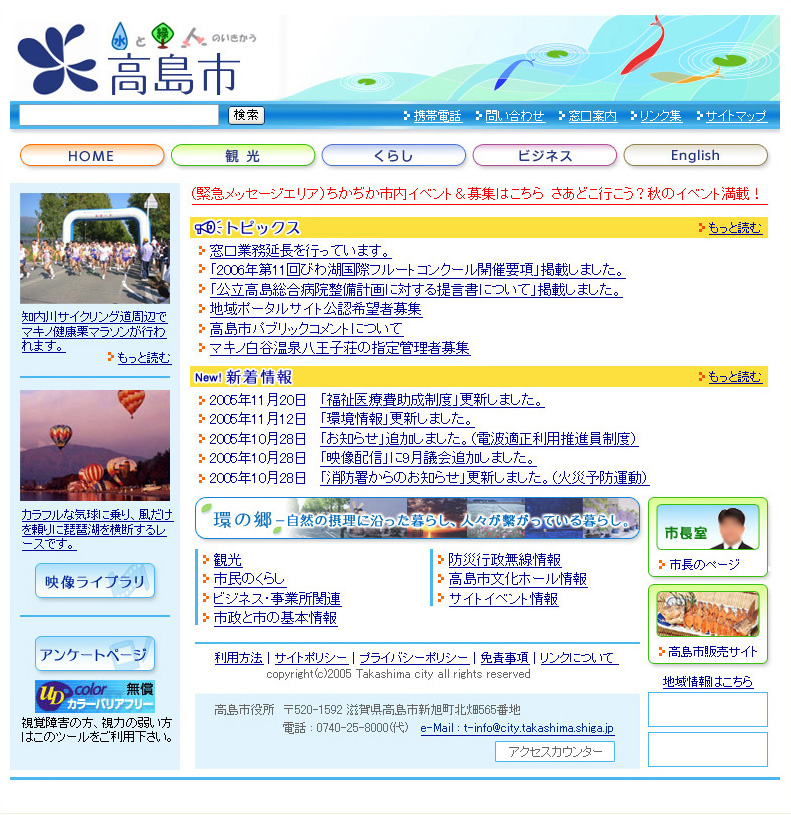 水と緑 人のいきかう
高島市
検索
携帯電話 問い合わせ 窓口案内 リンク集 サイトマップ
HOME 観光 くらし ビジネス English
(緊急メッセージエリア)ちかぢか市内イベント＆募集はこちら さあどこ行こう？秋のイベント満載！
知内川サイクリング道周辺で
マキノ健康栗マラソンが行わ
れます。
もっと読む
カラフルな気球に乗り、風だけ
を頼りに琵琶湖を横断するレ
ースです。
映像ライブラリ
アンケートページ
UD color 無償
カラーバリアフリー
視覚障害の方、視力の弱い方
はこのツールをご利用下さい。
トピックス もっと読む
窓口業務延長を行っています。
「2006年第11回びわ湖国際フルートコンクール開催要項」掲載しました。
「公立高島総合病院整備計画に対する提言書について」掲載しました。
地域ポータルサイト公認希望者募集
高島市パブリックコメントについて
マキノ白谷温泉八王子荘の指定管理者募集
New! 新着情報 もっと読む
2005年11月20日 「福祉医療費助成制度」更新しました。
2005年11月12日 「環境情報」更新しました。
2005年10月28日 「お知らせ」追加しました。（電波適正利用推進員制度）
2005年10月28日 「映像配信」に9月議会追加しました。
2005年10月28日 「消防署からのお知らせ」更新しました。（火災予防運動）
環の郷－自然の摂理に沿った暮らし、人々が繋がっている暮らし。
観光
市民のくらし
ビジネス・事業所関連
市政と市の基本情報
防災行政無線情報
高島市文化ホール情報
サイトイベント情報
市長室
市長のページ
高島市販売サイト
地域情報はこちら
利用方法 | サイトポリシー | プライバシーポリシー | 免責事項 | リンクについて
copyright(c)2005 Takashima city all rights reserved
高島市役所 〒520-1592 滋賀県高島市新旭町北畑565番地
電話：0740-25-8000(代) e-Mail : t-info@city.takashima.shiga.jp
アクセスカウンター